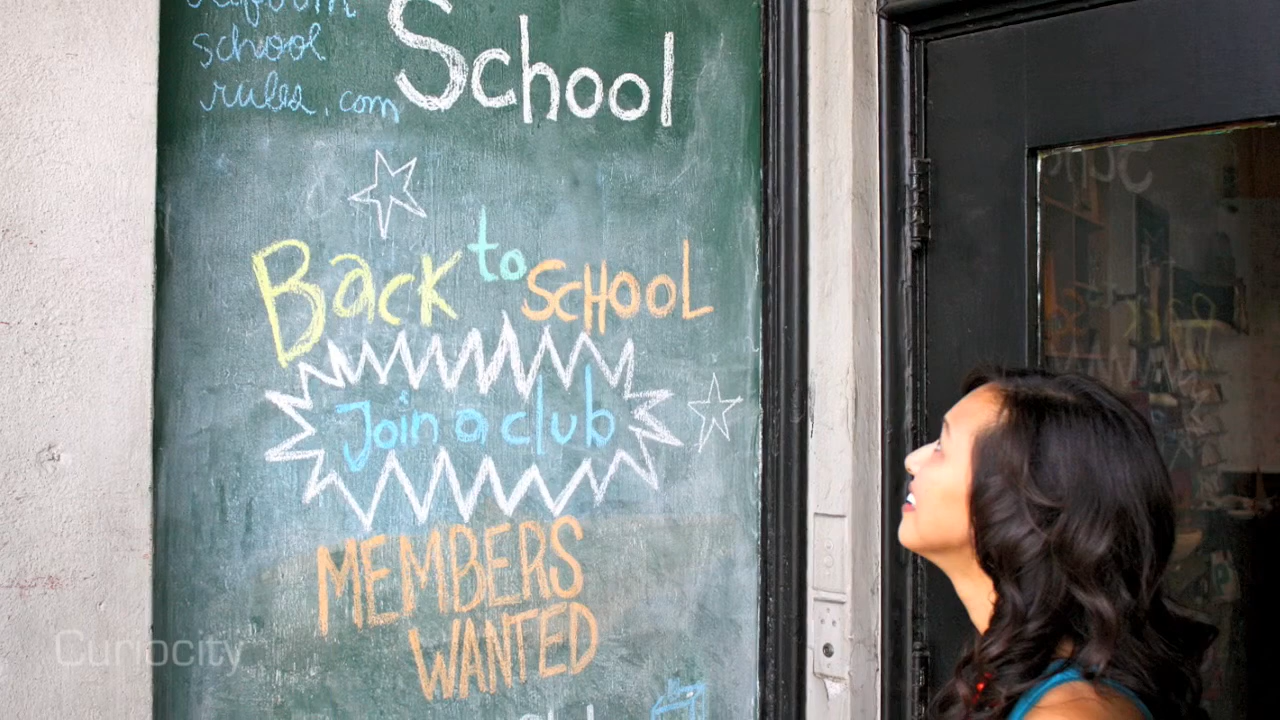 school
rules.com
School
Back to SCHOOL
Join a club
MEMBERS
WANTED
Curiocity